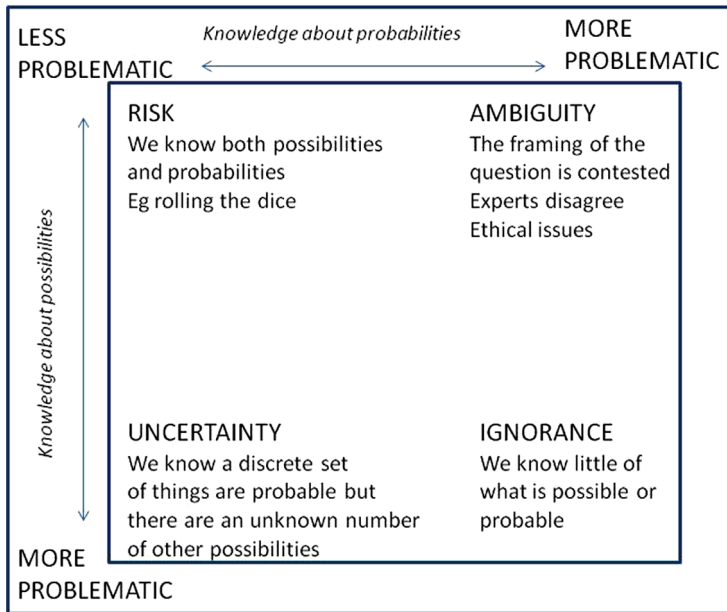 LESS
PROBLEMATIC
Knowledge about probabilities
MORE
PROBLEMATIC
Knowledge about possibilities
RISK
We know both possibilities
and probabilities
Eg rolling the dice
AMBIGUITY
The framing of the
question is contested
Experts disagree
Ethical issues
UNCERTAINTY
We know a discrete set
of things are probable but
there are an unknown number
of other possibilities
IGNORANCE
We know little of
what is possible or
probable
MORE
PROBLEMATIC